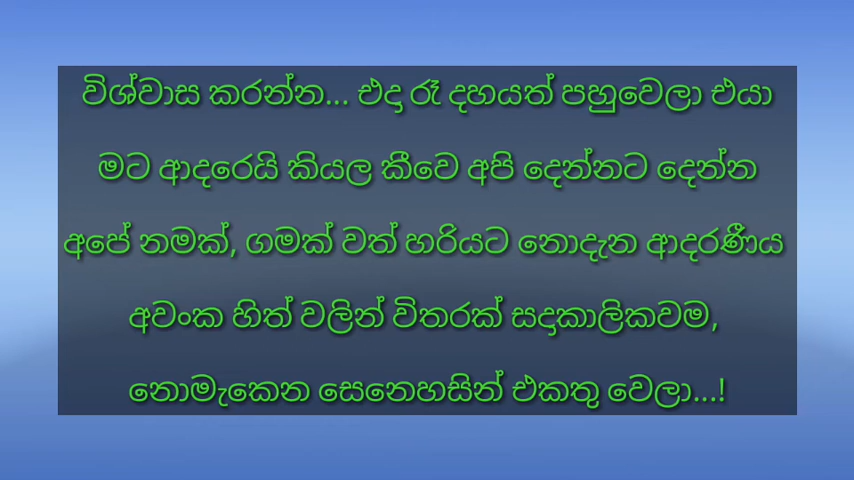 විශ්වාස කරන්න... එදා රෑ දහයත් පහුවෙලා එයා
මට ආදරෙයි කියල කීවෙ අපි දෙන්නට දෙන්න
අපේ නමක්, ගමක් වත් හරියට නොදැන ආදරණීය
අවංක හිත් වලින් විතරක් සදාකාලිකවම,
නොමැකෙන සෙනෙහසින් එකතු වෙලා...!